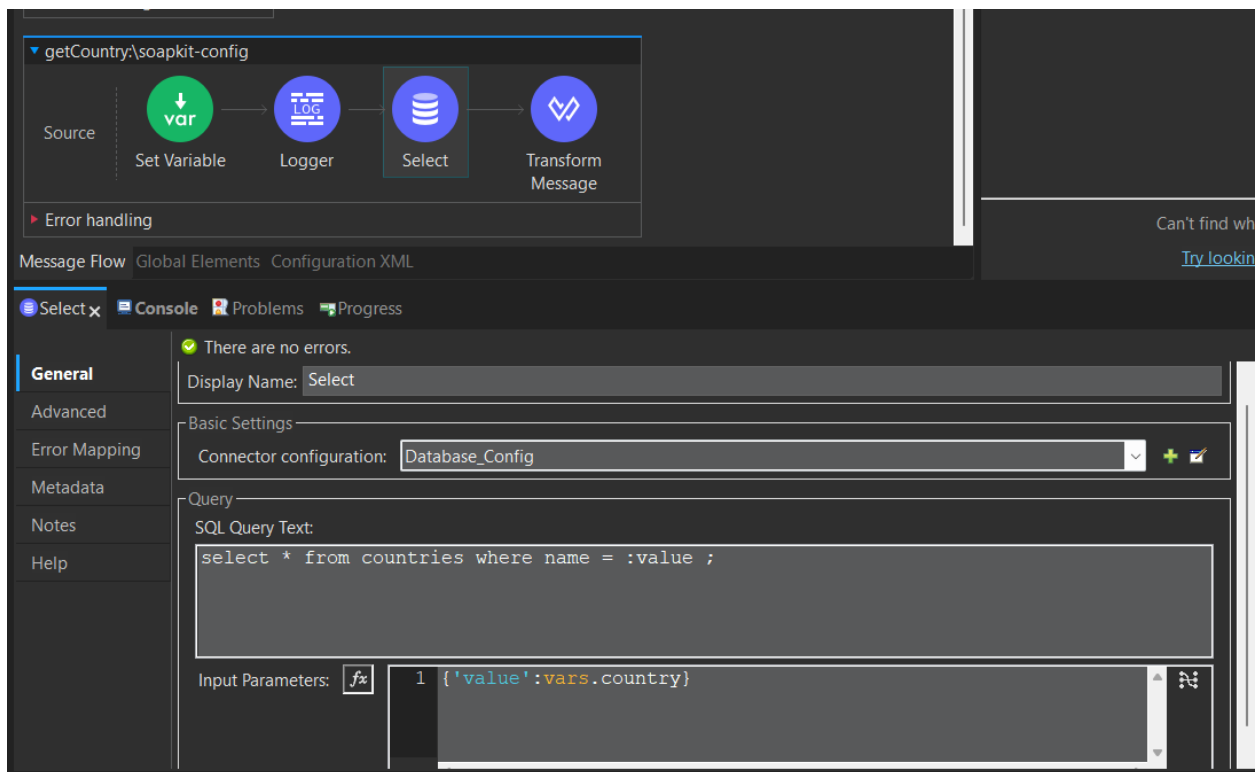 getCountry:\soapkit-config
Source
var
LOG
Set Variable
Logger
Select
Transform
Message
Error handling
Message Flow Global Elements Configuration XML
Can't find wh
Try lookin
Select Console Problems Progress
There are no errors.
General
Display Name: Select
Advanced
Basic Settings
Error Mapping
Connector configuration: Database_Config
Metadata
Query
Notes
SQL Query Text:
Help
select * from countries where name = :value ;
Input Parameters: fx 1 {'value':vars.country}